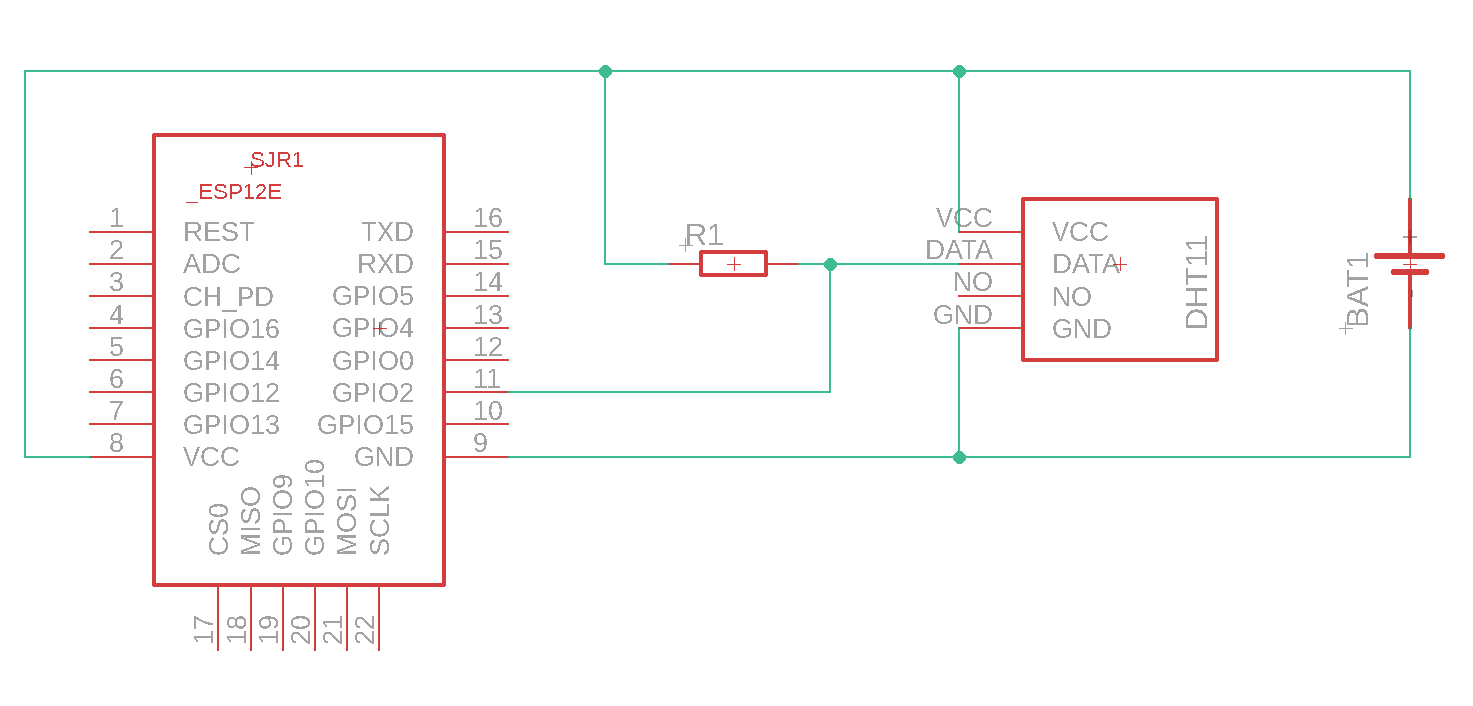 SJR1
_ESP12E
1 REST TXD 16
2 ADC RXD 15
3 CH_PD GPIO5 14
4 GPIO16 GPIO4 13
5 GPIO14 GPIO0 12
6 GPIO12 GPIO2 11
7 GPIO13 GPIO15 10
8 VCC GND 9
CS0
MISO
GPIO9
GPIO10
MOSI
SCLK
17
18
19
20
21
22
R1
VCC VCC
DATA DATA
NO NO
GND GND
DHT11
BAT1